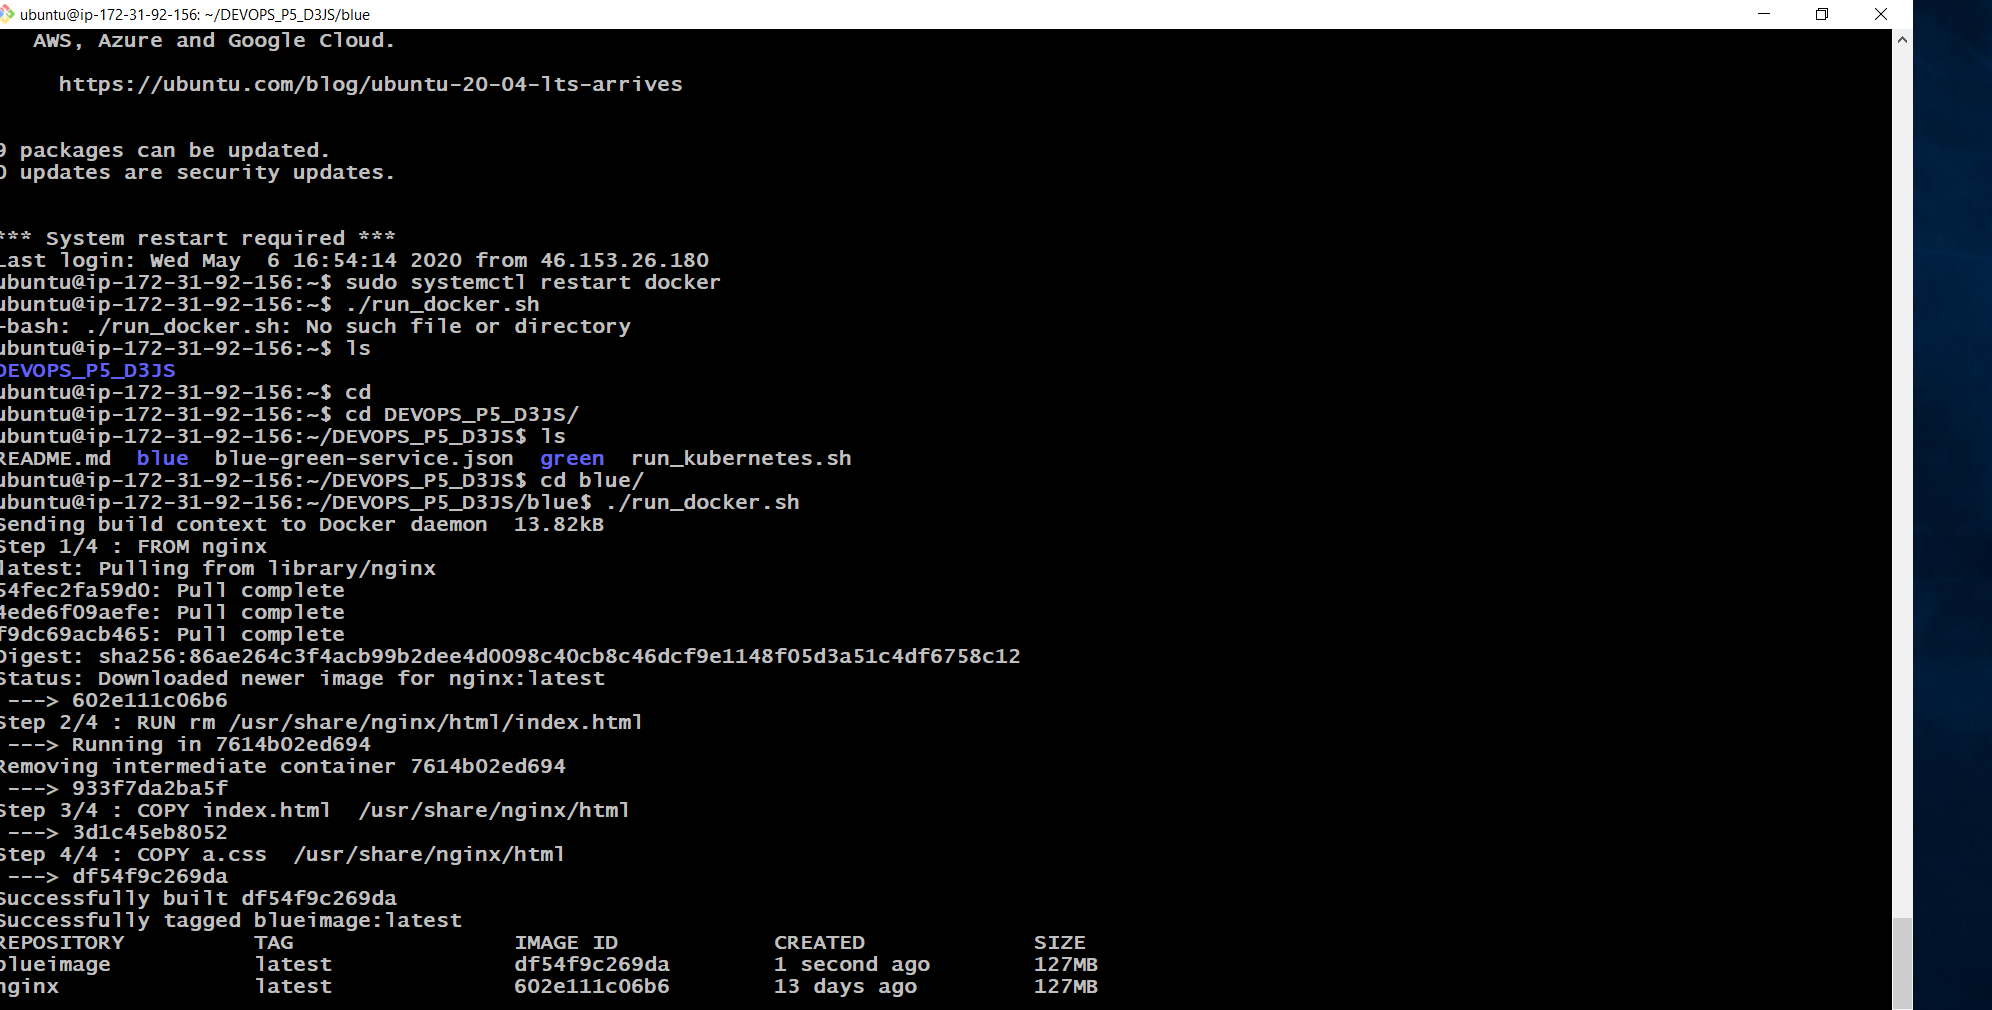 ubuntu@ip-172-31-92-156: ~/DEVOPS_P5_D3JS/blue
AWS, Azure and Google Cloud.
https://ubuntu.com/blog/ubuntu-20-04-lts-arrives
9 packages can be updated.
0 updates are security updates.
*** System restart required ***
Last login: Wed May  6 16:54:14 2020 from 46.153.26.180
ubuntu@ip-172-31-92-156:~$ sudo systemctl restart docker
ubuntu@ip-172-31-92-156:~$ ./run_docker.sh
-bash: ./run_docker.sh: No such file or directory
ubuntu@ip-172-31-92-156:~$ ls
DEVOPS_P5_D3JS
ubuntu@ip-172-31-92-156:~$ cd
ubuntu@ip-172-31-92-156:~$ cd DEVOPS_P5_D3JS/
ubuntu@ip-172-31-92-156:~/DEVOPS_P5_D3JS$ ls
README.md  blue  blue-green-service.json  green  run_kubernetes.sh
ubuntu@ip-172-31-92-156:~/DEVOPS_P5_D3JS$ cd blue/
ubuntu@ip-172-31-92-156:~/DEVOPS_P5_D3JS/blue$ ./run_docker.sh
Sending build context to Docker daemon  13.82kB
Step 1/4 : FROM nginx
latest: Pulling from library/nginx
54fec2fa59d0: Pull complete
4ede6f09aefe: Pull complete
f9dc69acb465: Pull complete
Digest: sha256:86ae264c3f4acb99b2dee4d0098c40cb8c46dcf9e1148f05d3a51c4df6758c12
Status: Downloaded newer image for nginx:latest
---> 602e111c06b6
Step 2/4 : RUN rm /usr/share/nginx/html/index.html
---> Running in 7614b02ed694
Removing intermediate container 7614b02ed694
---> 933f7da2ba5f
Step 3/4 : COPY index.html  /usr/share/nginx/html
---> 3d1c45eb8052
Step 4/4 : COPY a.css  /usr/share/nginx/html
---> df54f9c269da
Successfully built df54f9c269da
Successfully tagged blueimage:latest
REPOSITORY          TAG                 IMAGE ID            CREATED             SIZE
blueimage           latest              df54f9c269da        1 second ago        127MB
nginx               latest              602e111c06b6        13 days ago         127MB